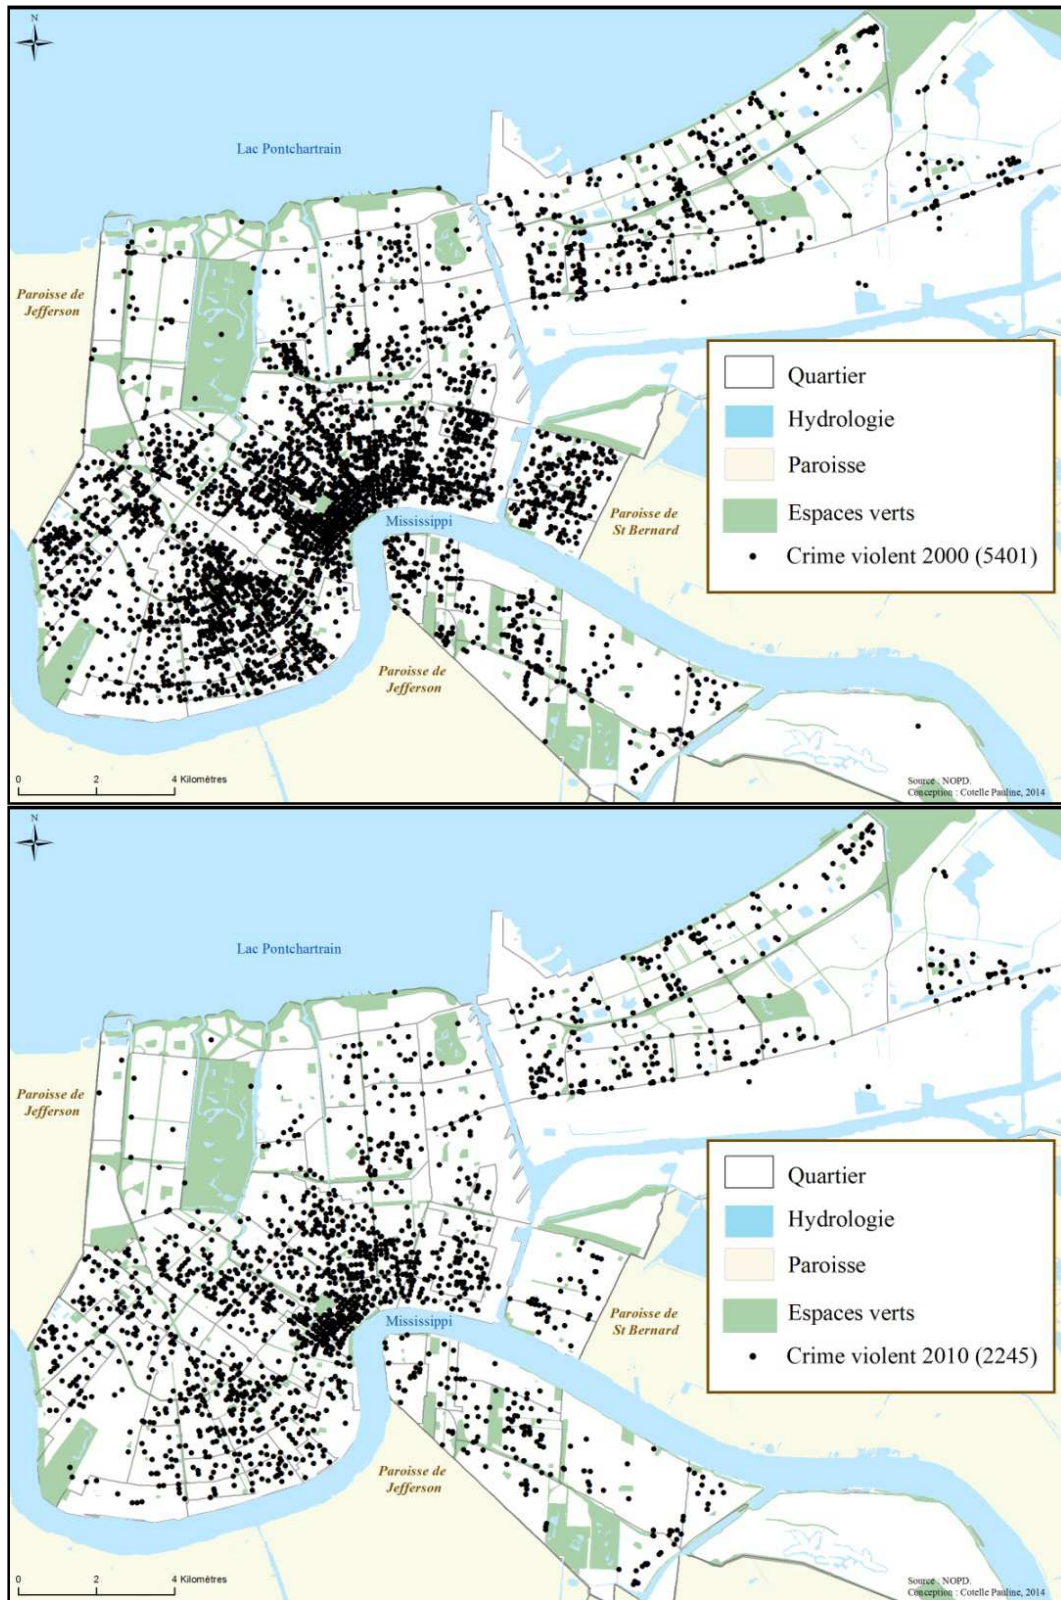 N
Lac Pontchartrain
Paroisse de
Jefferson
Quartier
Hydrologie
Paroisse
Espaces verts
Crime violent 2000 (5401)
Mississippi
Paroisse de
St Bernard
Paroisse de
Jefferson
0 2 4 Kilomètres
Source : NOPD.
Conception : Cotelle Pauline, 2014
N
Lac Pontchartrain
Paroisse de
Jefferson
Quartier
Hydrologie
Paroisse
Espaces verts
Crime violent 2010 (2245)
Mississippi
Paroisse de
St Bernard
Paroisse de
Jefferson
0 2 4 Kilomètres
Source : NOPD.
Conception : Cotelle Pauline, 2014